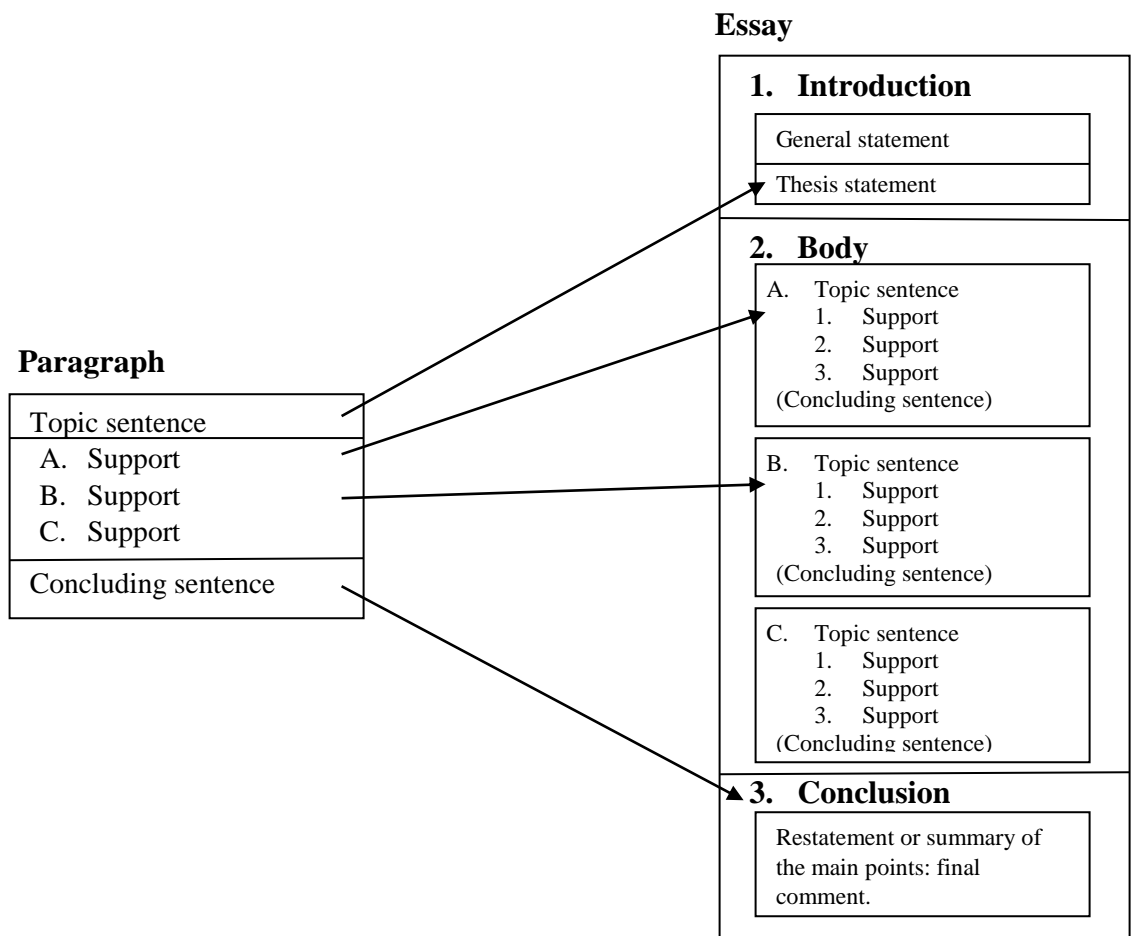 Essay
1. Introduction
General statement
Thesis statement
2. Body
A. Topic sentence
1. Support
2. Support
3. Support
(Concluding sentence)
B. Topic sentence
1. Support
2. Support
3. Support
(Concluding sentence)
C. Topic sentence
1. Support
2. Support
3. Support
(Concluding sentence)
3. Conclusion
Restatement or summary of
the main points: final
comment.
Paragraph
Topic sentence
A. Support
B. Support
C. Support
Concluding sentence